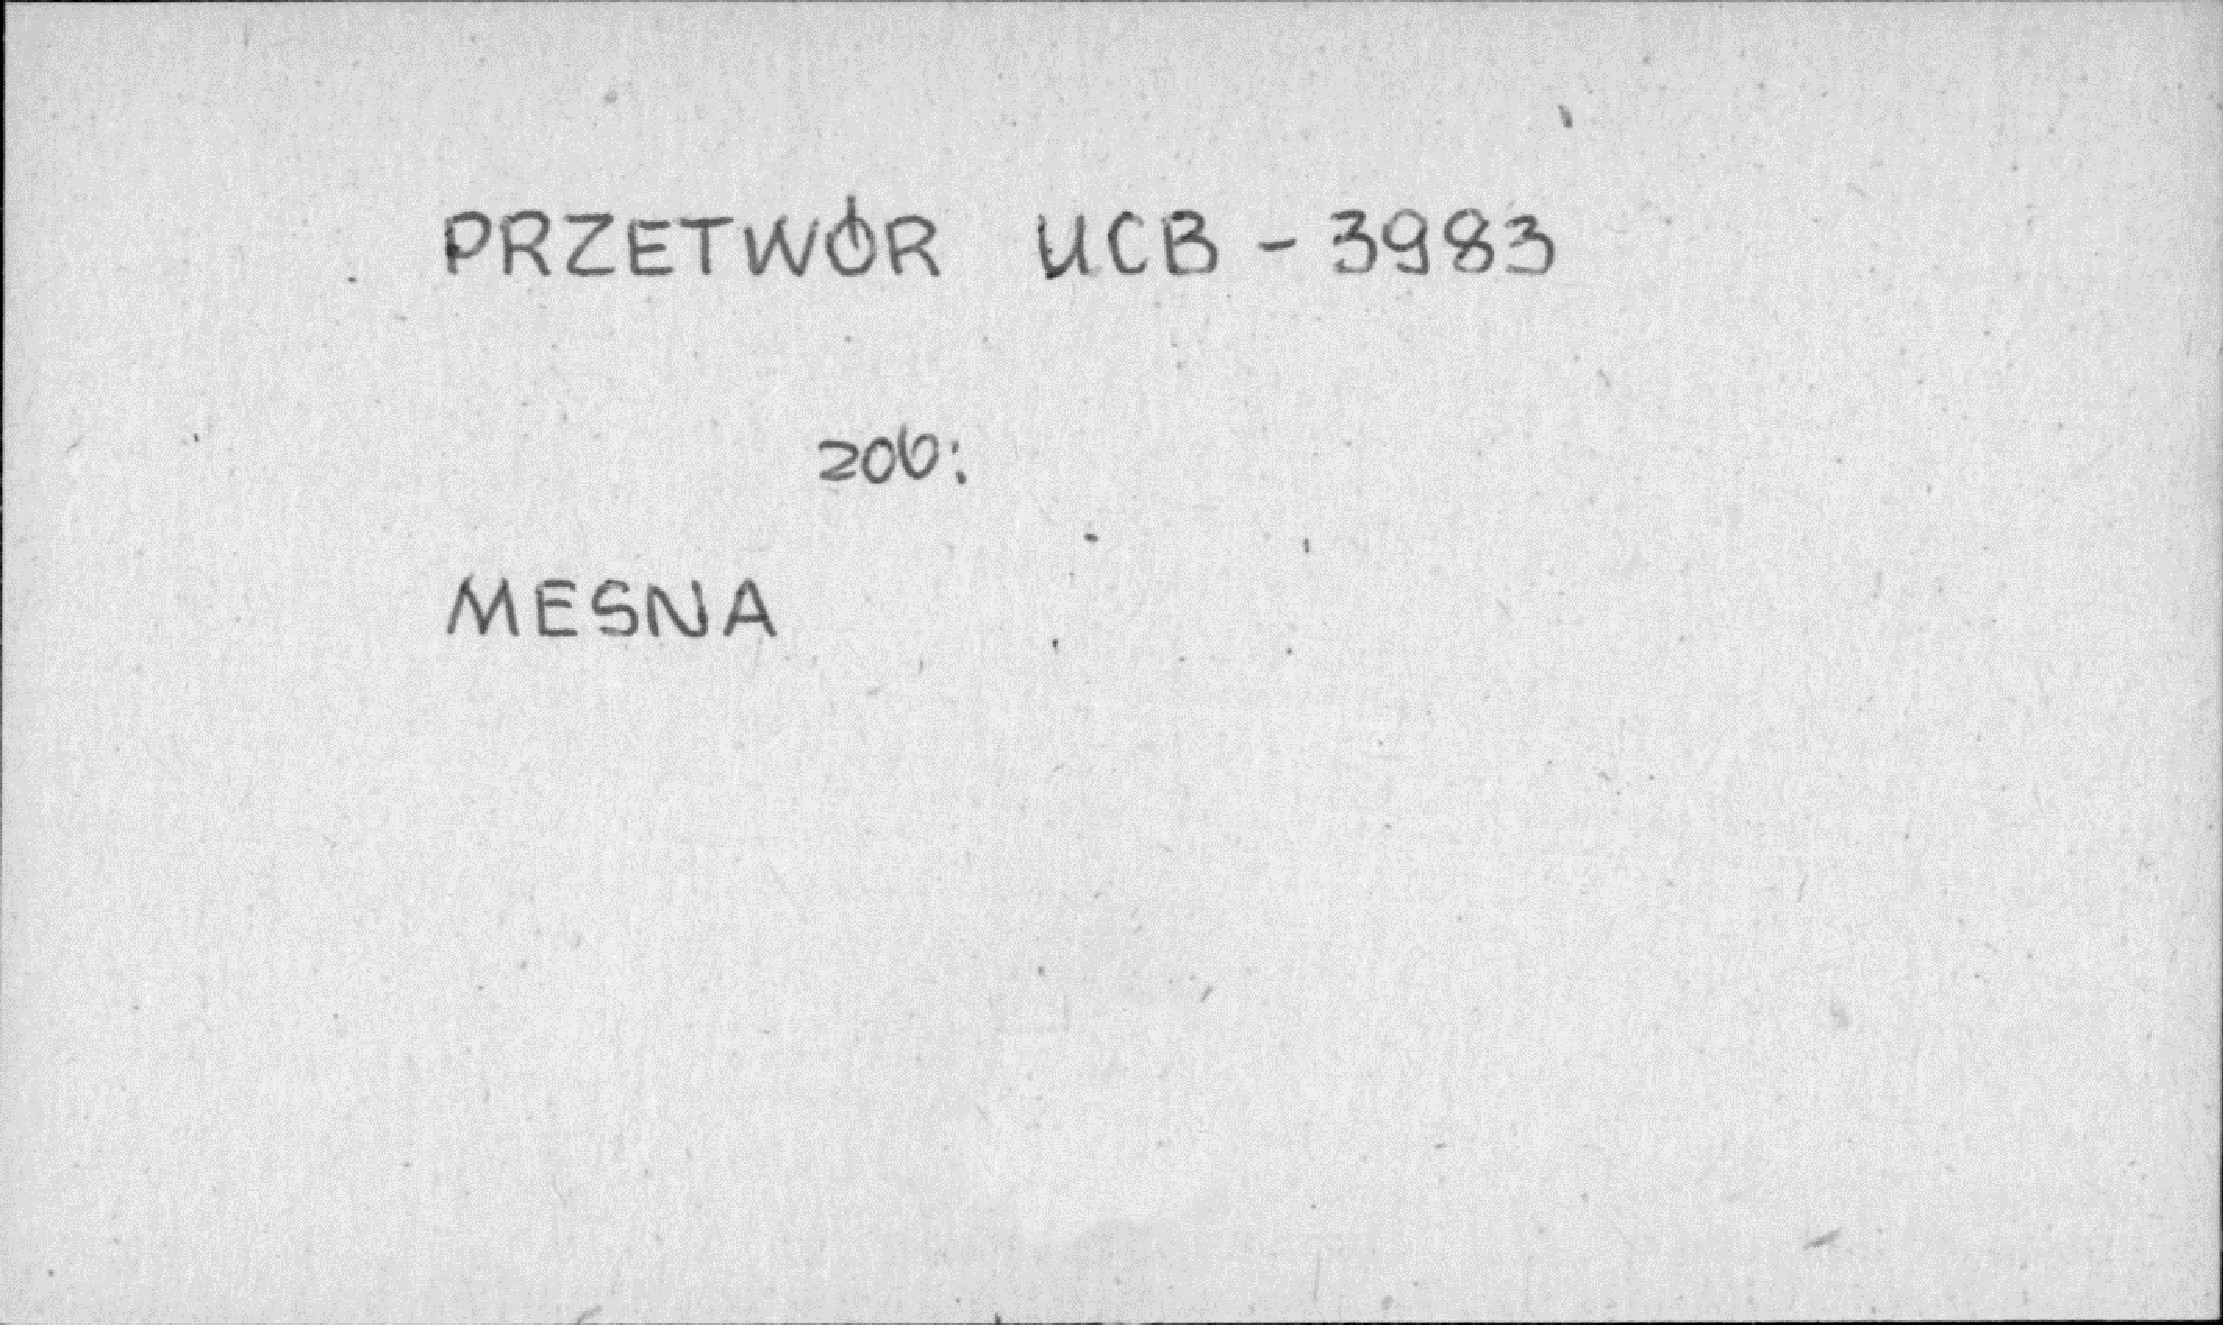 PRZETWÓR UCB - 3983
zob:
MESNA